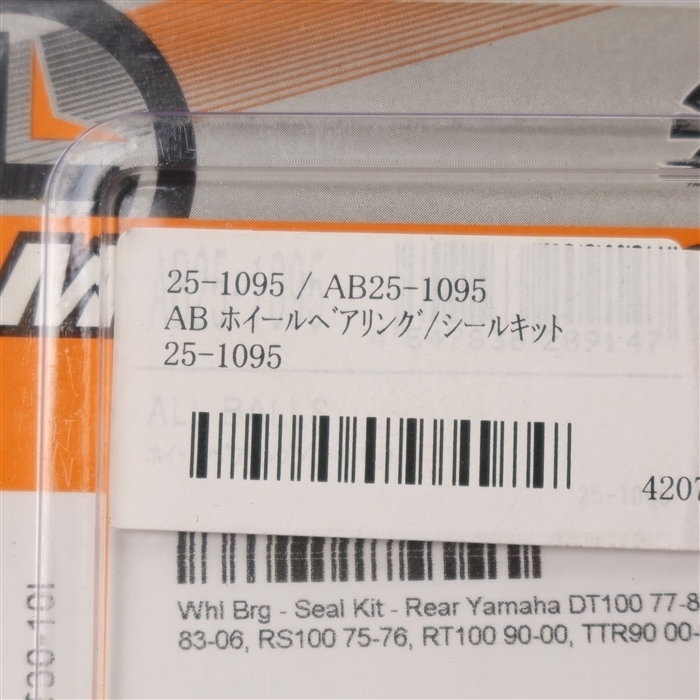 25-1095 / AB25-1095
AB ホイールベアリング/シールキット
25-1095
4207
Whl Brg - Seal Kit - Rear Yamaha DT100 77-8
83-06, RS100 75-76, RT100 90-00, TTR90 00-